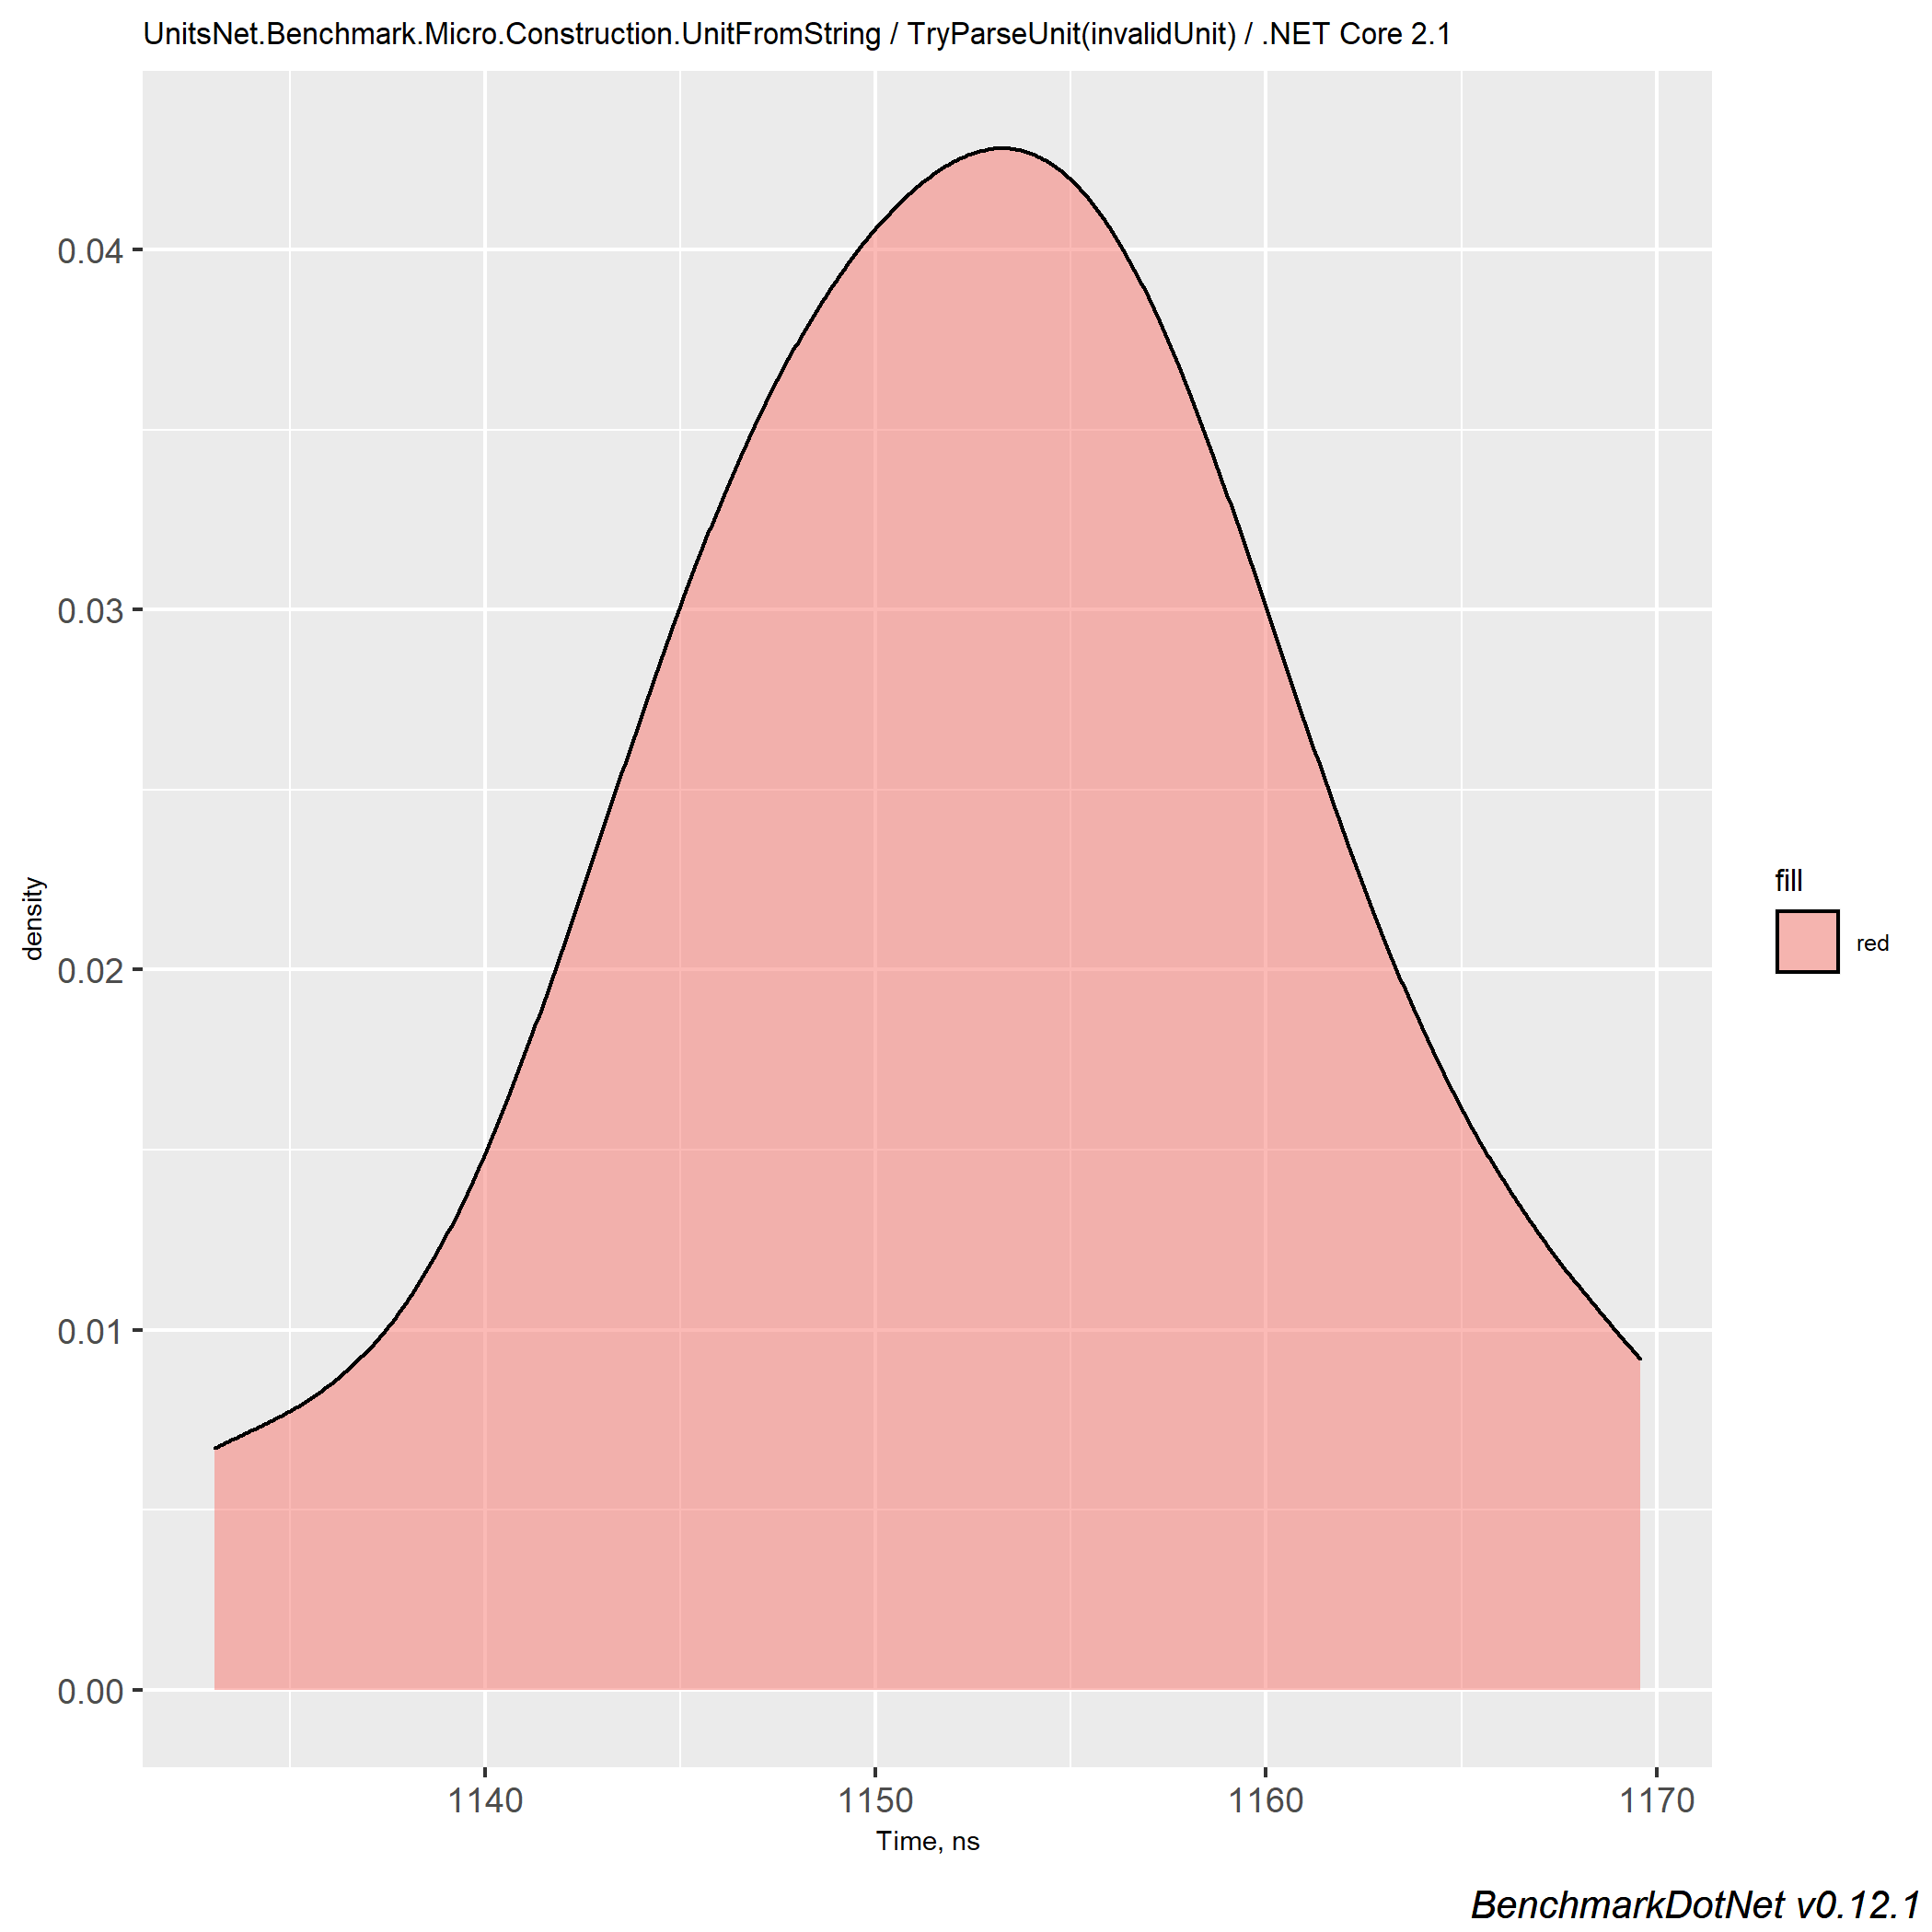 UnitsNet.Benchmark.Micro.Construction.UnitFromString / TryParseUnit(invalidUnit) / .NET Core 2.1
density
0.04
0.03
0.02
0.01
0.00
1140 1150 1160 1170
Time, ns
fill
red
BenchmarkDotNet v0.12.1